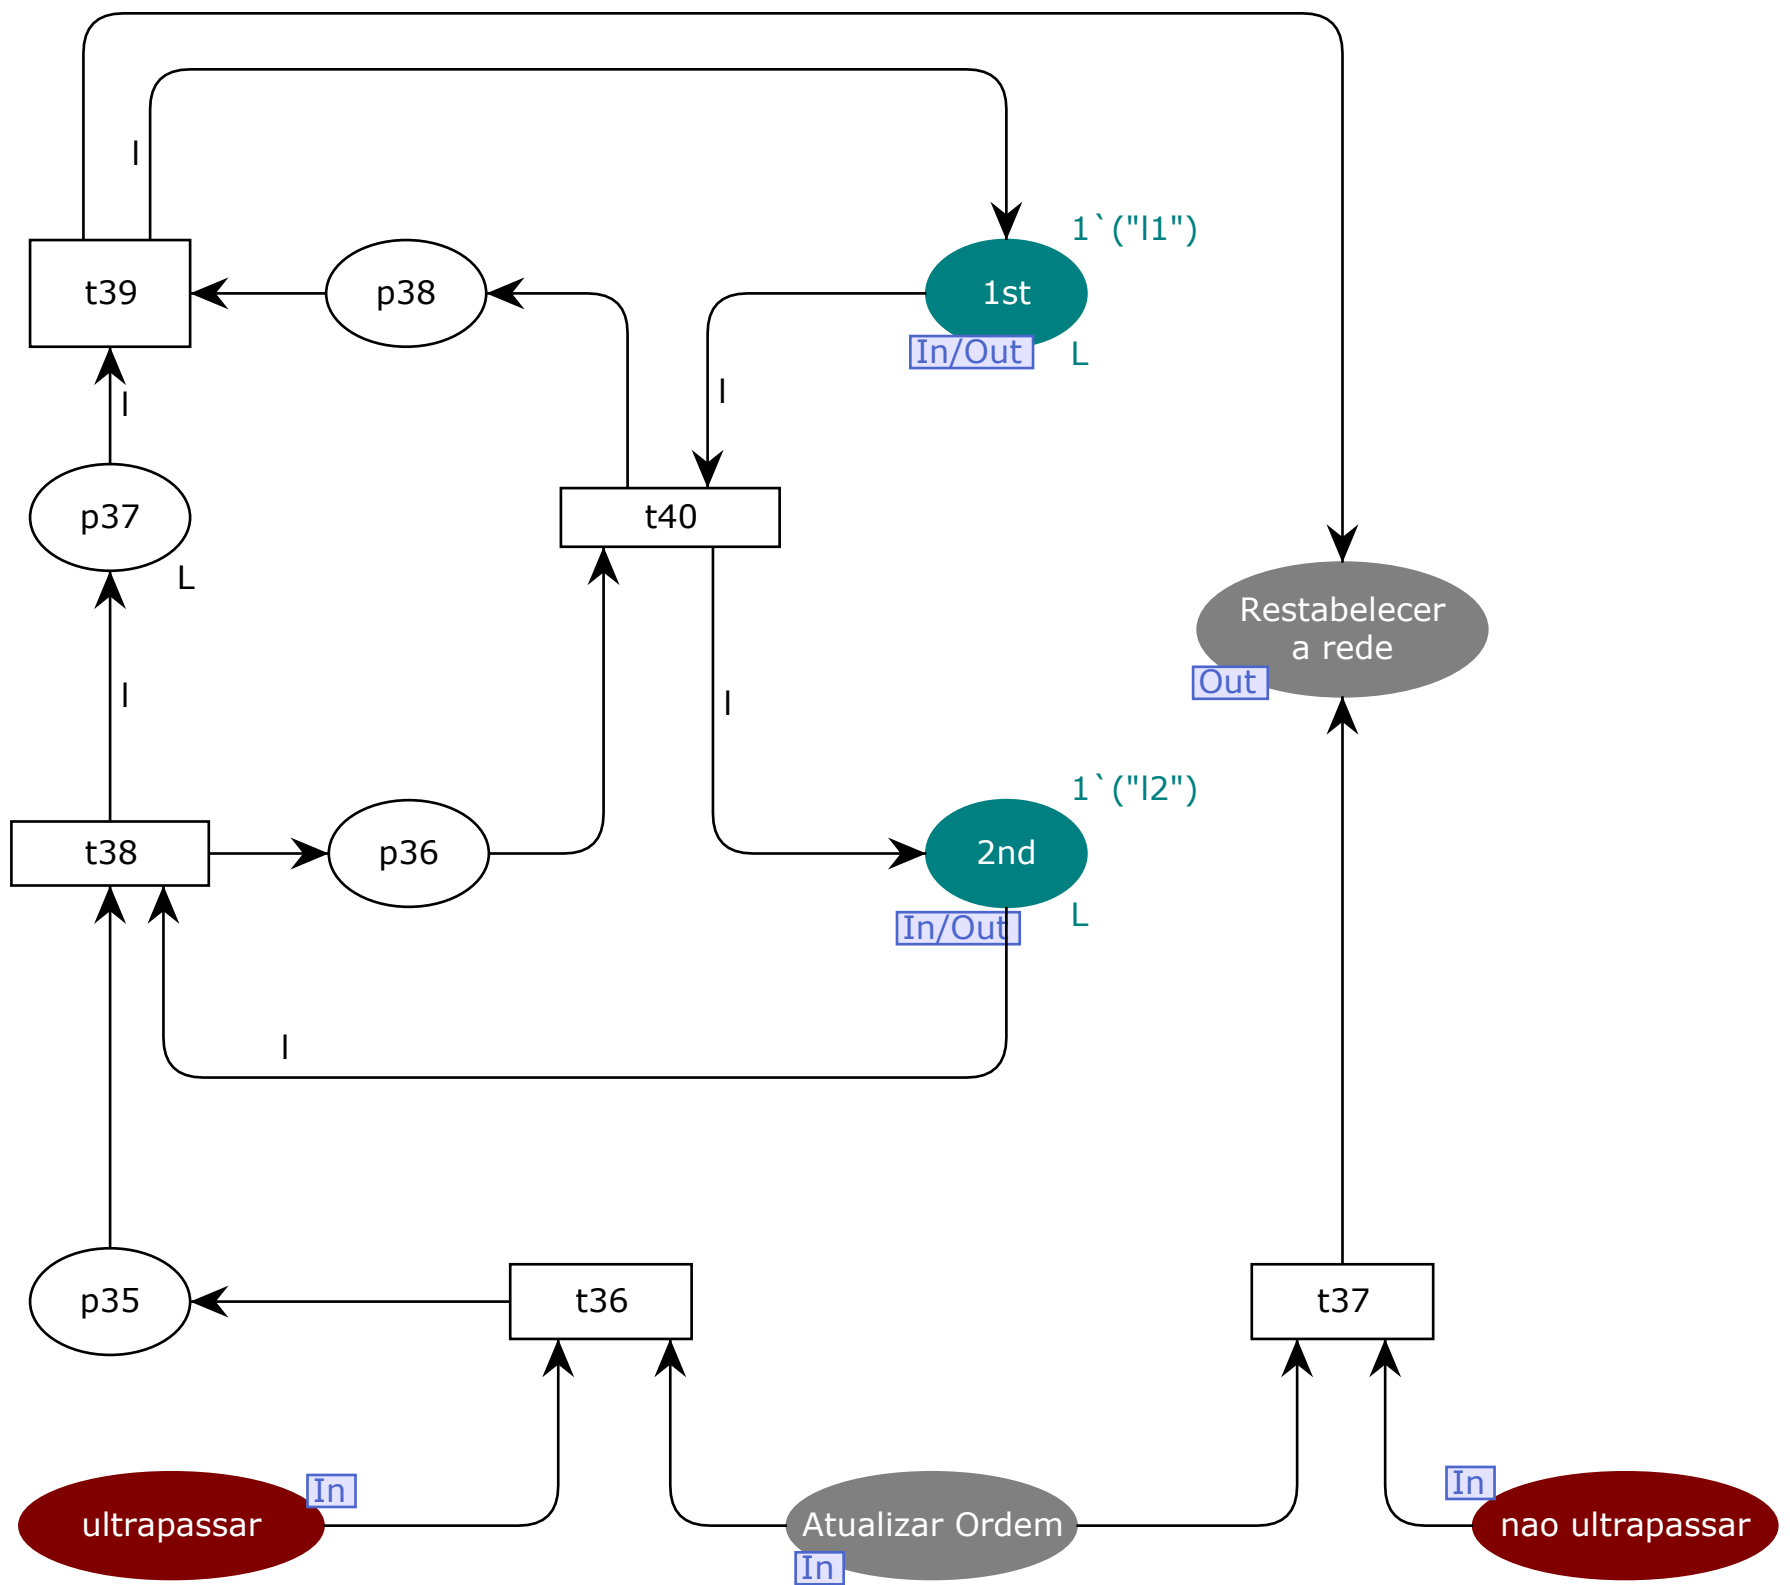 l
1`("l1")
t39
p38
1st
In/Out
L
l
l
p37
t40
L
Restabelecer
a rede
Out
l
l
1`("l2")
t38
p36
2nd
In/Out
L
l
p35
t36
t37
In
In
ultrapassar
Atualizar Ordem
nao ultrapassar
In